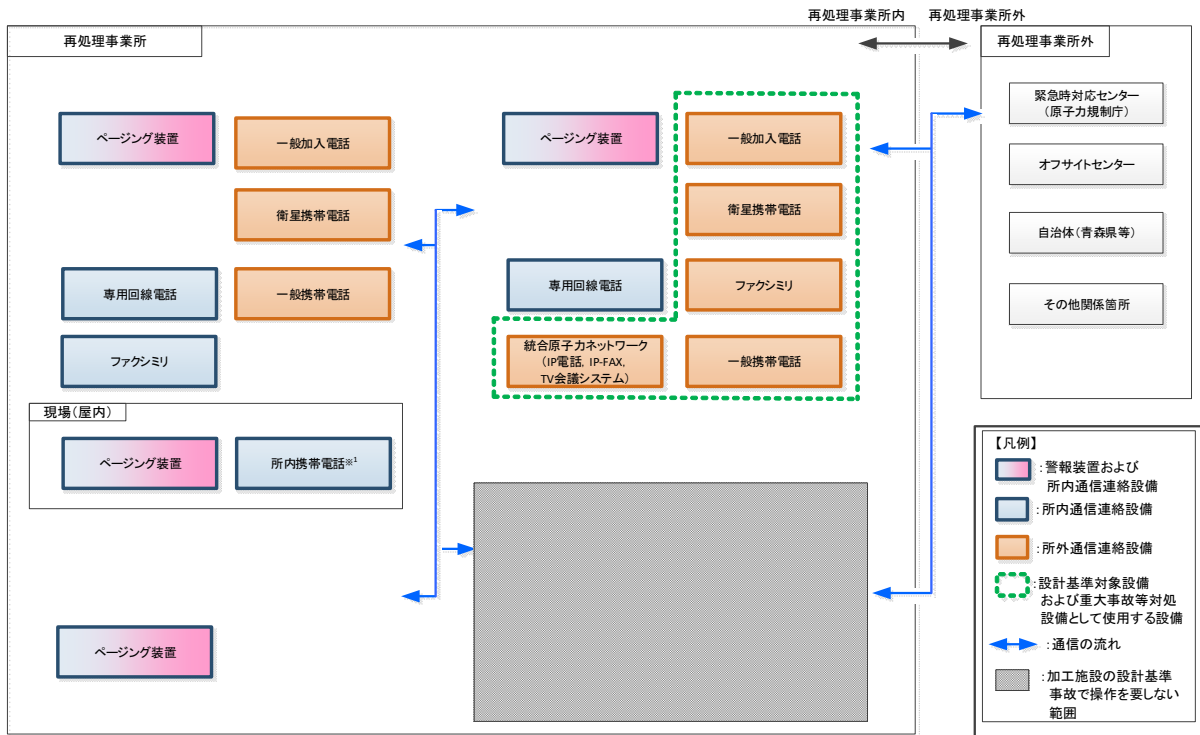 再処理事業所内
再処理事業所外
再処理事業所
ページング装置
一般加入電話
衛星携帯電話
専用回線電話
一般携帯電話
ファクシミリ
現場(屋内)
ページング装置
所内携帯電話※1
ページング装置
ページング装置
一般加入電話
衛星携帯電話
専用回線電話
ファクシミリ
統合原子力ネットワーク
(IP電話, IP-FAX,
TV会議システム)
一般携帯電話
再処理事業所外
緊急時対応センター
(原子力規制庁)
オフサイトセンター
自治体(青森県等)
その他関係箇所
【凡例】
:警報装置および
所内通信連絡設備
:所内通信連絡設備
:所外通信連絡設備
:設計基準対象設備
および重大事故等対処
設備として使用する設備
:通信の流れ
:加工施設の設計基準
事故で操作を要しない
範囲